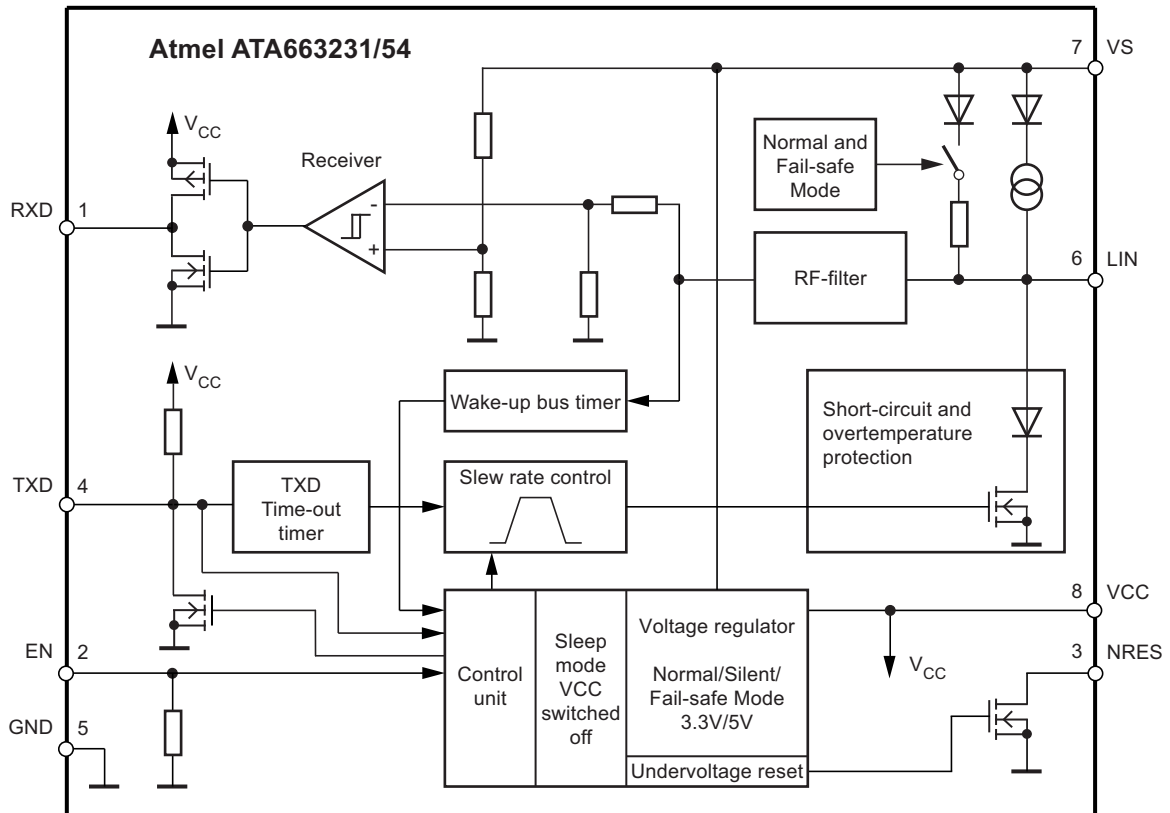 Atmel ATA663231/54
7 VS
VCC
Receiver
Normal and
Fail-safe
Mode
RXD 1
-
+
RF-filter
6 LIN
VCC
Wake-up bus timer
Short-circuit and
overtemperature
protection
TXD 4
TXD
Time-out
timer
Slew rate control
8 VCC
EN 2
Control
unit
Sleep
mode
VCC
switched
off
Voltage regulator
Normal/Silent/
Fail-safe Mode
3.3V/5V
VCC
3 NRES
GND 5
Undervoltage reset